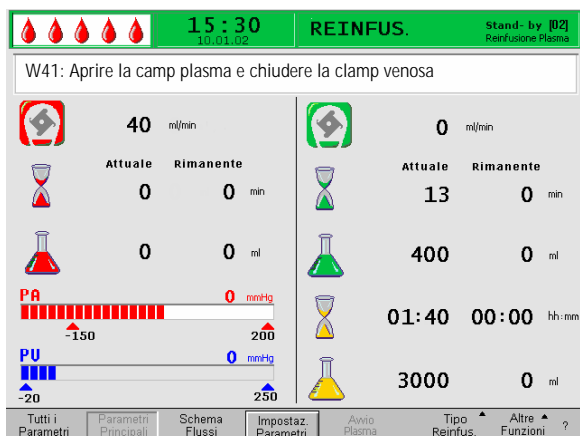 15:30
10.01.02
REINFUS.
Stand- by [02]
Reinfusione Plasma
W41: Aprire la camp plasma e chiudere la clamp venosa
40 ml/min
Attuale Rimanente
0 0 min
0 0 ml
PA 0 mmHg
-150 200
PV 0 mmHg
-20 250
0 ml/min
Attuale Rimanente
13 0 min
400 0 ml
01:40 00:00 hh:mm
3000 0 ml
Tutti i Parametri
Parametri Principali
Schema Flussi
Impostaz. Parametri
Avvio Plasma
Tipo Reinfus.
Altre Funzioni
?